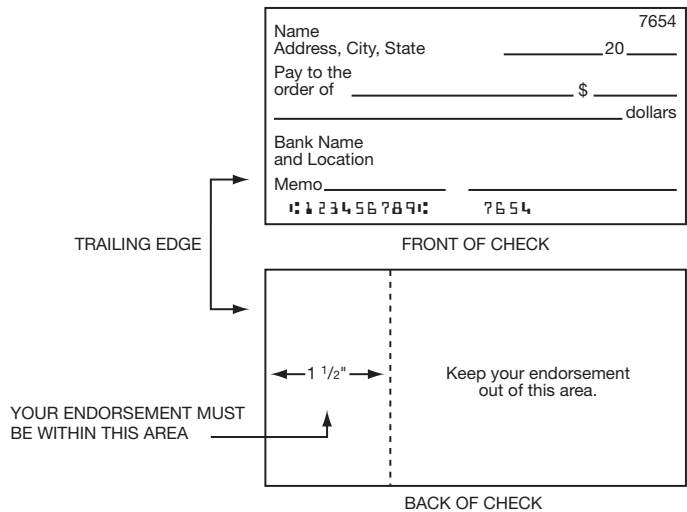 7654
Name
Address, City, State 20
Pay to the
order of $
dollars
Bank Name
and Location
Memo
⑆123456789⑆ 7654
TRAILING EDGE
FRONT OF CHECK
1 1/2"
Keep your endorsement
out of this area.
YOUR ENDORSEMENT MUST
BE WITHIN THIS AREA
BACK OF CHECK